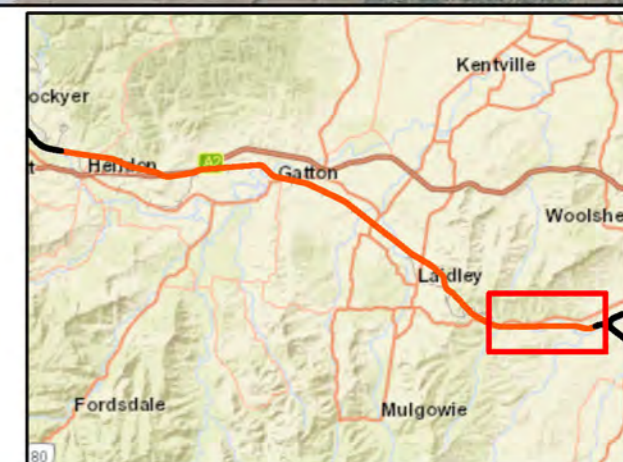 Kentville
ockyer
A2
Helidon
t
Gatton
Woolshe
Laidley
Fordsdale
Mulgowie
80